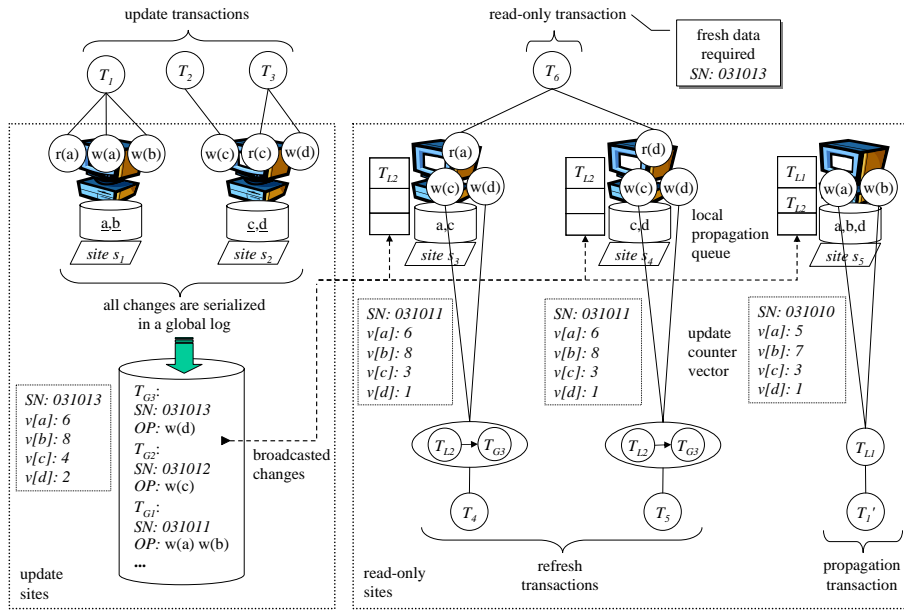 update transactions
read-only transaction
fresh data
required
SN: 031013
T1
T2
T3
T6
r(a)
w(a)
w(b)
w(c)
r(c)
w(d)
a,b
c,d
site s1
site s2
all changes are serialized
in a global log
SN: 031013
v[a]: 6
v[b]: 8
v[c]: 4
v[d]: 2
TG3:
SN: 031013
OP: w(d)
TG2:
SN: 031012
OP: w(c)
TG1:
SN: 031011
OP: w(a) w(b)
...
update
sites
broadcasted
changes
TL2
r(a)
w(c)
w(d)
a,c
site s3
TL2
r(d)
w(c)
w(d)
c,d
site s4
local
propagation
queue
TL1
TL2
w(a)
w(b)
a,b,d
site s5
SN: 031011
v[a]: 6
v[b]: 8
v[c]: 3
v[d]: 1
SN: 031011
v[a]: 6
v[b]: 8
v[c]: 3
v[d]: 1
update
counter
vector
SN: 031010
v[a]: 5
v[b]: 7
v[c]: 3
v[d]: 1
TL2
TG3
TL2
TG3
TL1
T4
T5
T1'
read-only
sites
refresh
transactions
propagation
transaction